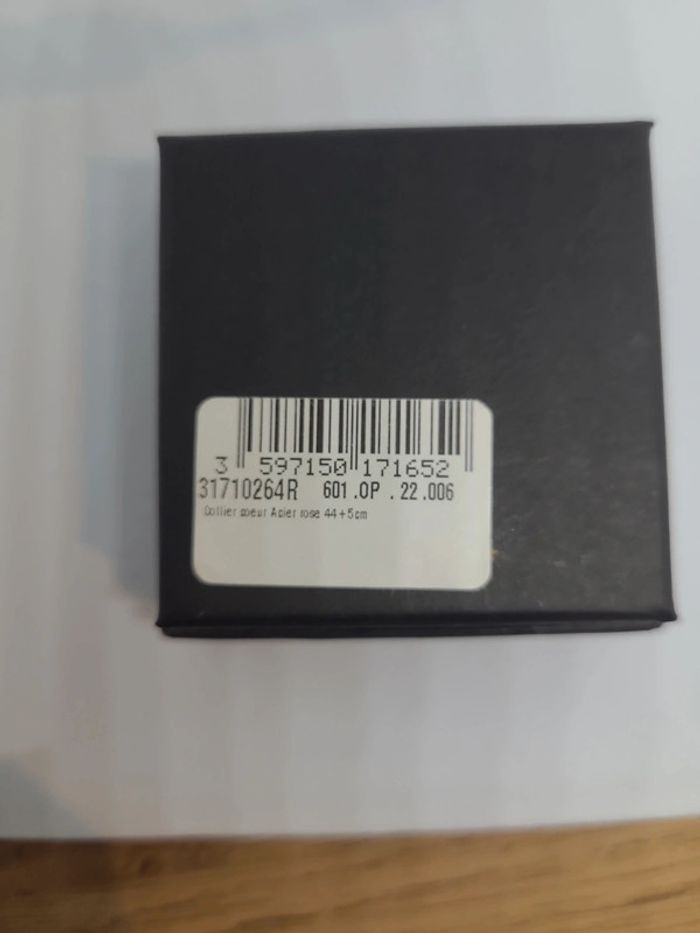 3 597150 171652
31710264R 601.OP.22.006
Collier coeur Acier rose 44+5cm